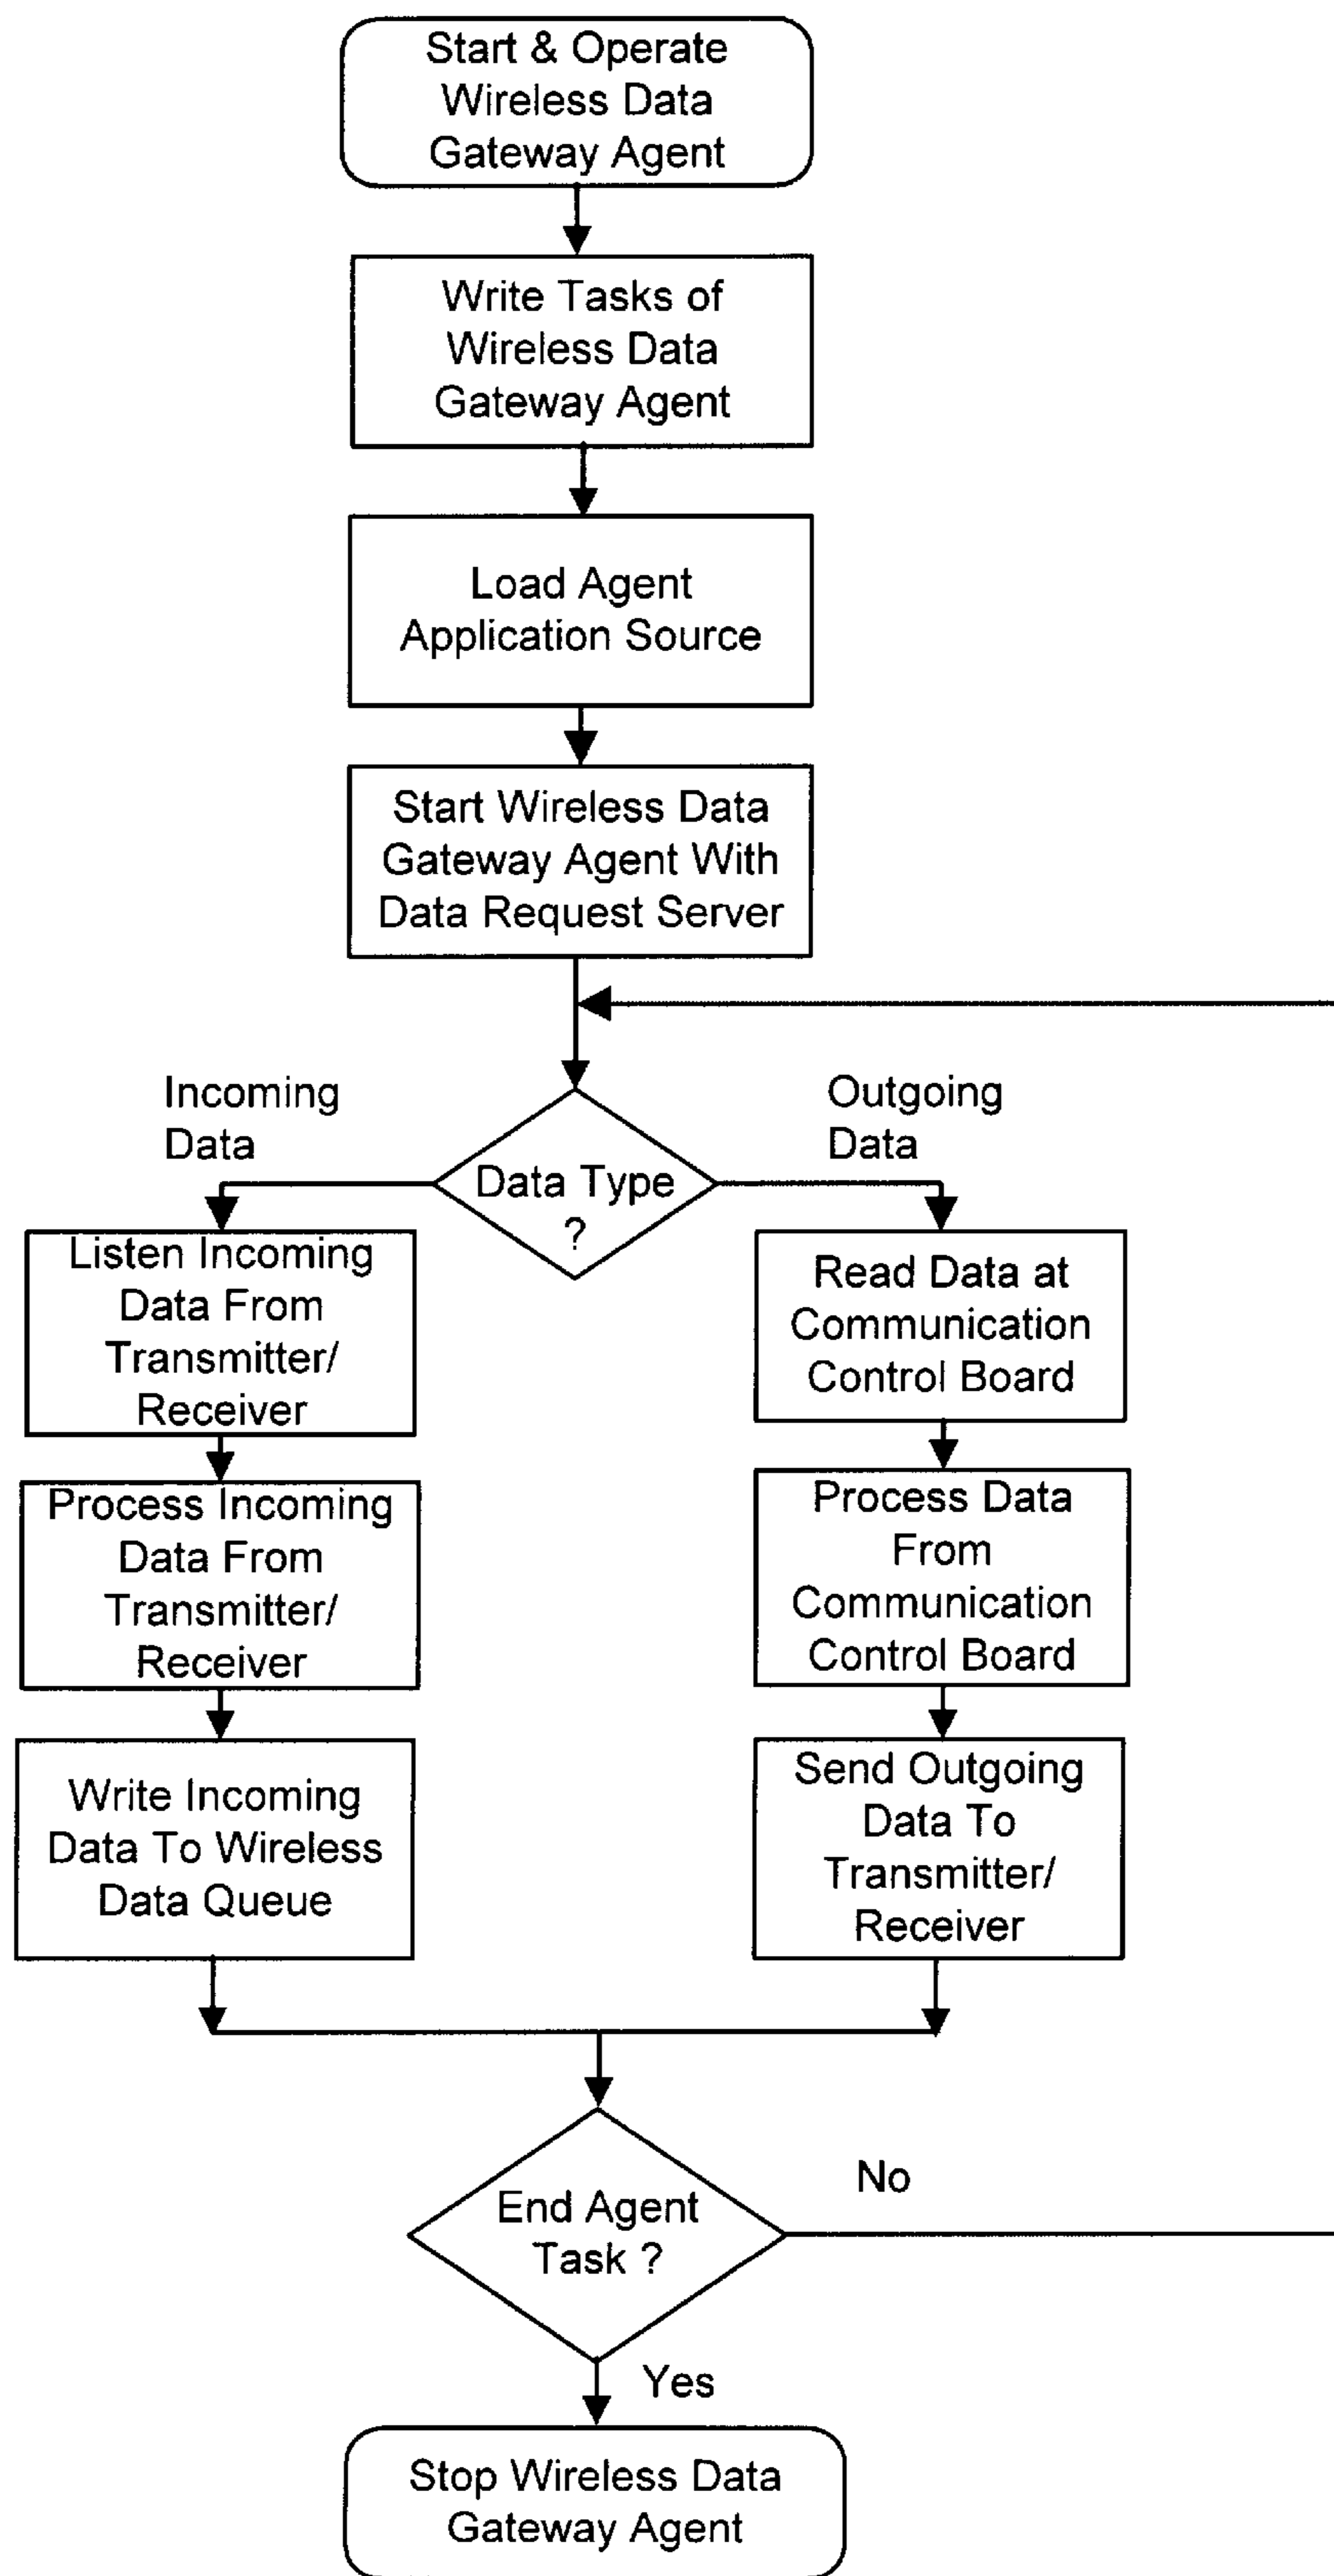 Start & Operate
Wireless Data
Gateway Agent
Write Tasks of
Wireless Data
Gateway Agent
Load Agent
Application Source
Start Wireless Data
Gateway Agent With
Data Request Server
Incoming
Data
Outgoing
Data
Data Type
?
Listen Incoming
Data From
Transmitter/
Receiver
Read Data at
Communication
Control Board
Process Incoming
Data From
Transmitter/
Receiver
Process Data
From
Communication
Control Board
Write Incoming
Data To Wireless
Data Queue
Send Outgoing
Data To
Transmitter/
Receiver
End Agent
Task ?
No
Yes
Stop Wireless Data
Gateway Agent